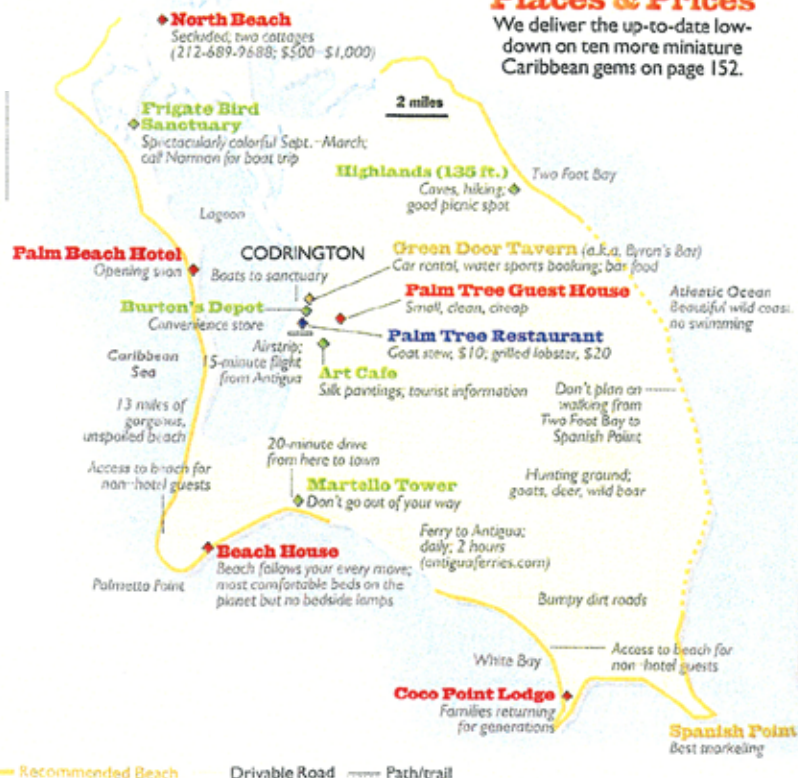 Places & Prices
We deliver the up-to-date low-
down on ten more miniature
Caribbean gems on page 152.
North Beach
Secluded, two cottages
(212-689-9688; $500–$1,000)
2 miles
Frigate Bird
Sanctuary
Spectacularly colorful Sept.–March;
call Norman for boat trip
Highlands (135 ft.)
Caves, hiking;
good picnic spot
Two Foot Bay
Lagoon
Palm Beach Hotel
Opening soon
CODRINGTON
Boats to sanctuary
Green Door Tavern (a.k.a. Byron's Bar)
Car rental, water sports booking; bar food
Palm Tree Guest House
Small, clean, cheap
Atlantic Ocean
Beautiful wild coast,
no swimming
Burton's Depot
Convenience store
Palm Tree Restaurant
Goat stew, $10; grilled lobster, $20
Caribbean
Sea
Airstrip;
15-minute flight
from Antigua
Art Cafe
Silk paintings; tourist information
Don't plan on
walking from
Two Foot Bay to
Spanish Point
13 miles of
gorgeous,
unspoiled beach
20-minute drive
from here to town
Access to beach for
non-hotel guests
Martello Tower
Don't go out of your way
Hunting ground;
goats, deer, wild boar
Ferry to Antigua;
daily; 2 hours
(antiguaferries.com)
Beach House
Beach follows your every move;
most comfortable beds on the
planet but no bedside lamps
Palmetto Point
Bumpy dirt roads
White Bay
Access to beach for
non-hotel guests
Coco Point Lodge
Families returning
for generations
Spanish Point
Best snorkeling
Recommended Beach Drivable Road Path/trail